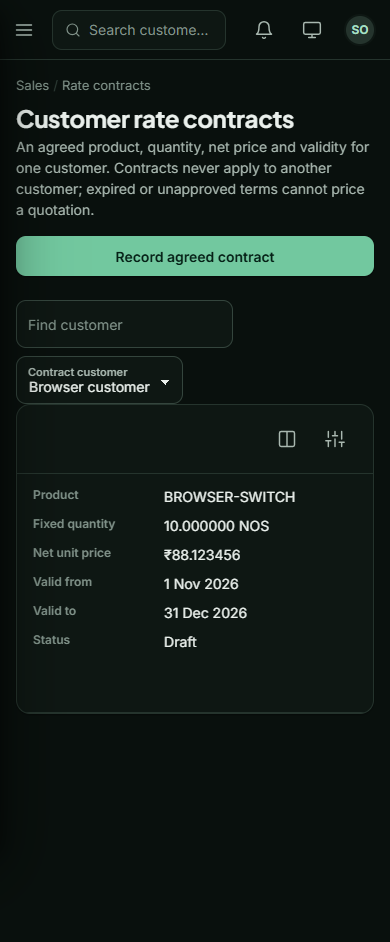 Search custome...
SO
Sales / Rate contracts
Customer rate contracts
An agreed product, quantity, net price and validity for
one customer. Contracts never apply to another
customer; expired or unapproved terms cannot price
a quotation.
Record agreed contract
Find customer
Contract customer
Browser customer
Product BROWSER-SWITCH
Fixed quantity 10.000000 NOS
Net unit price ₹88.123456
Valid from 1 Nov 2026
Valid to 31 Dec 2026
Status Draft